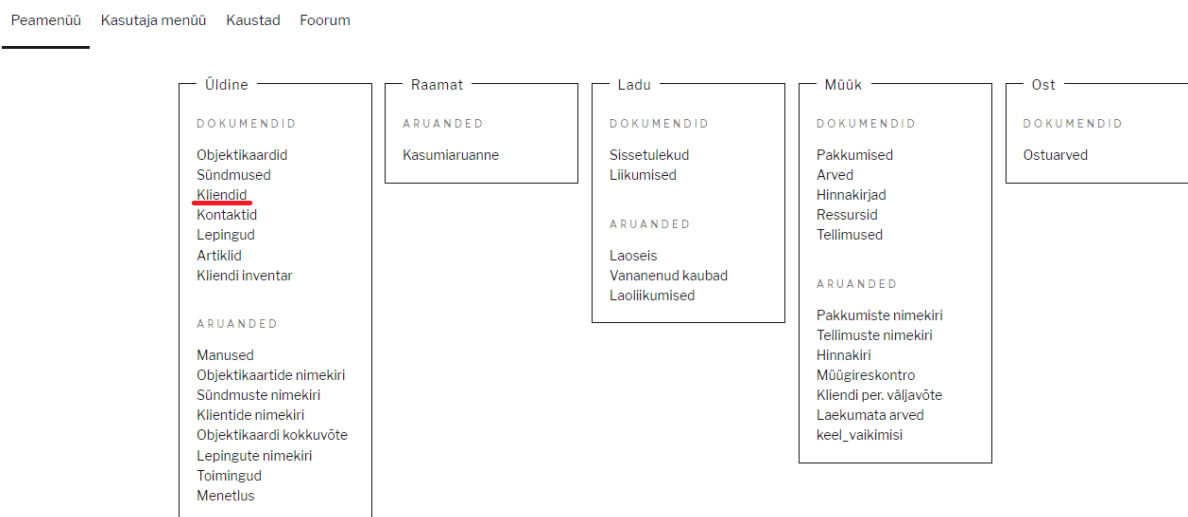 Peamenüü Kasutaja menüü Kaustad Foorum
Üldine
DOKUMENDID
Objektikaardid
Sündmused
Kliendid
Kontaktid
Lepingud
Artiklid
Kliendi inventar
ARUANDED
Manused
Objektikaartide nimekiri
Sündmuste nimekiri
Klientide nimekiri
Objektikaardi kokkuvõte
Lepingute nimekiri
Toimingud
Menetlus
Raamat
ARUANDED
Kasumiaruanne
Ladu
DOKUMENDID
Sissetulekud
Liikumised
ARUANDED
Laoseis
Vananenud kaubad
Laoliikumised
Müük
DOKUMENDID
Pakkumised
Arved
Hinnakirjad
Ressursid
Tellimused
ARUANDED
Pakkumiste nimekiri
Tellimuste nimekiri
Hinnakiri
Müügireskontro
Kliendi per. väljavõte
Laekumata arved
keel_vaikimisi
Ost
DOKUMENDID
Ostuarved